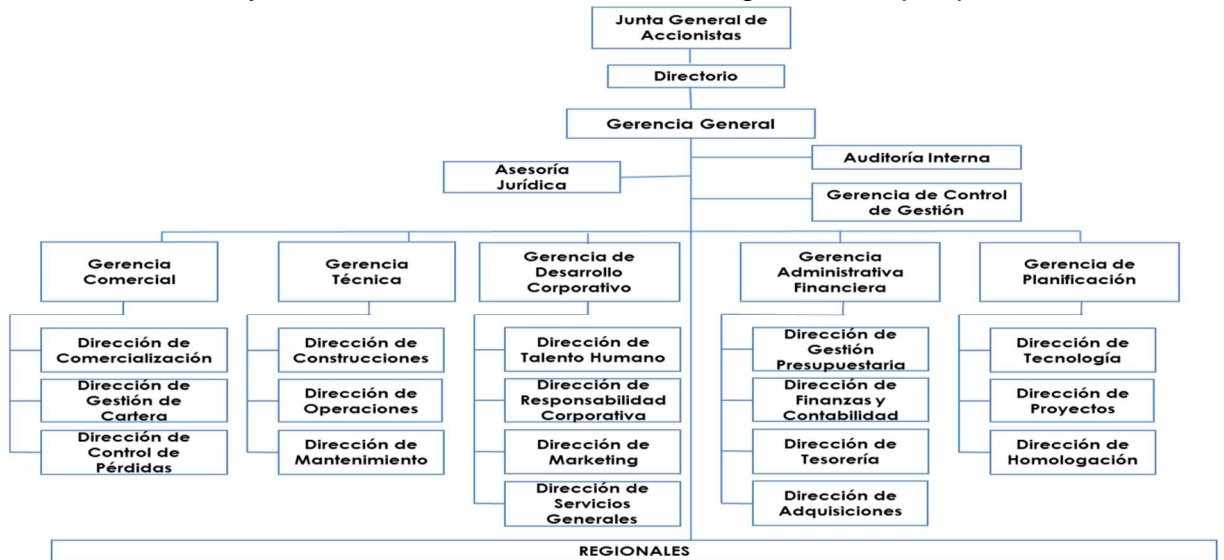 Junta General de
Accionistas
Directorio
Gerencia General
Auditoría Interna
Asesoría
Jurídica
Gerencia de Control
de Gestión
Gerencia
Comercial
Gerencia
Técnica
Gerencia de
Desarrollo
Corporativo
Gerencia
Administrativa
Financiera
Gerencia de
Planificación
Dirección de
Comercialización
Dirección de
Gestión de
Cartera
Dirección de
Control de
Pérdidas
Dirección de
Construcciones
Dirección de
Operaciones
Dirección de
Mantenimiento
Dirección de
Talento Humano
Dirección de
Responsabilidad
Corporativa
Dirección de
Marketing
Dirección de
Servicios
Generales
Dirección de
Gestión
Presupuestaria
Dirección de
Finanzas y
Contabilidad
Dirección de
Tesorería
Dirección de
Adquisiciones
Dirección de
Tecnología
Dirección de
Proyectos
Dirección de
Homologación
REGIONALES